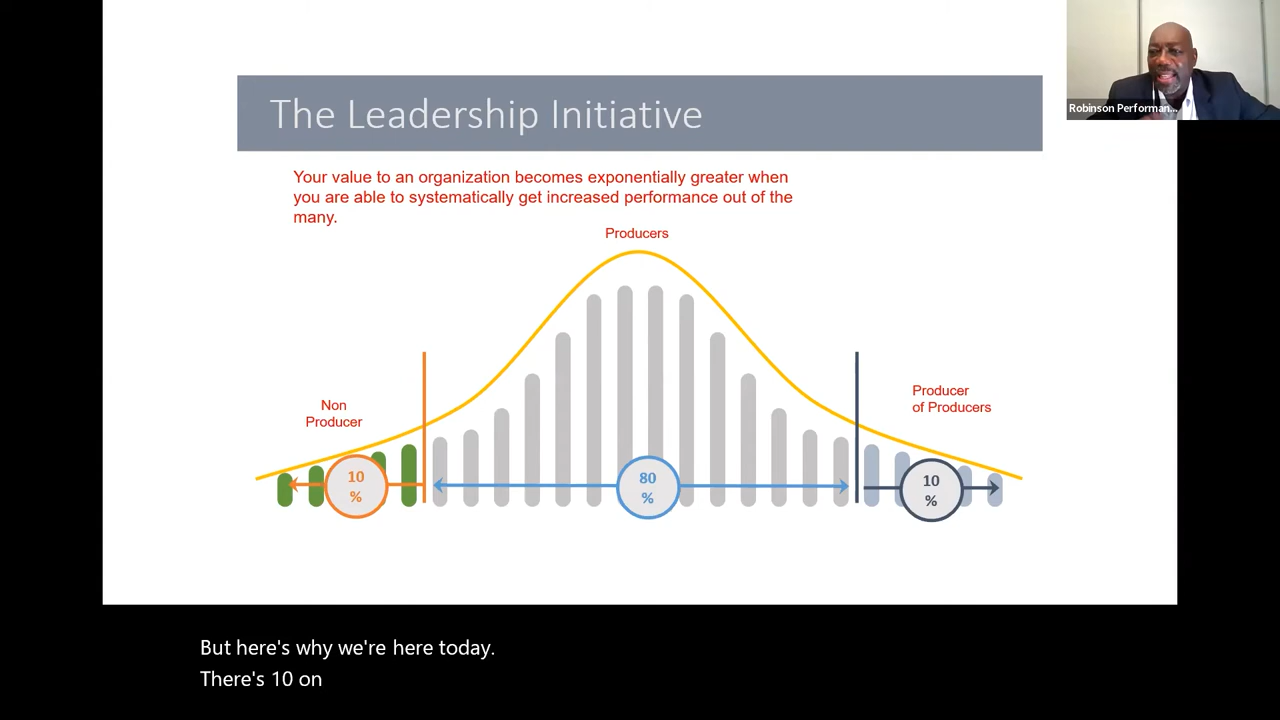 The Leadership Initiative
Robinson Performan...
Your value to an organization becomes exponentially greater when
you are able to systematically get increased performance out of the
many.
Producers
Non
Producer
Producer
of Producers
10
%
80
%
10
%
But here's why we're here today.
There's 10 on